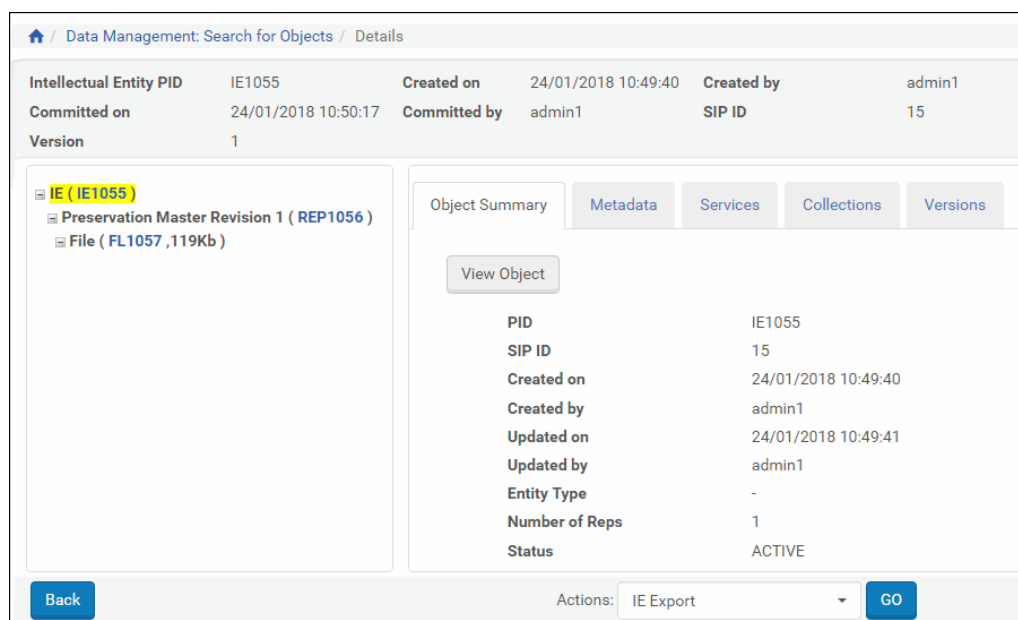 / Data Management: Search for Objects / Details
Intellectual Entity PID IE1055 Created on 24/01/2018 10:49:40 Created by admin1
Committed on 24/01/2018 10:50:17 Committed by admin1 SIP ID 15
Version 1
IE ( IE1055 )
Preservation Master Revision 1 ( REP1056 )
File ( FL1057 ,119Kb )
Object Summary Metadata Services Collections Versions
View Object
PID IE1055
SIP ID 15
Created on 24/01/2018 10:49:40
Created by admin1
Updated on 24/01/2018 10:49:41
Updated by admin1
Entity Type -
Number of Reps 1
Status ACTIVE
Back Actions: IE Export GO